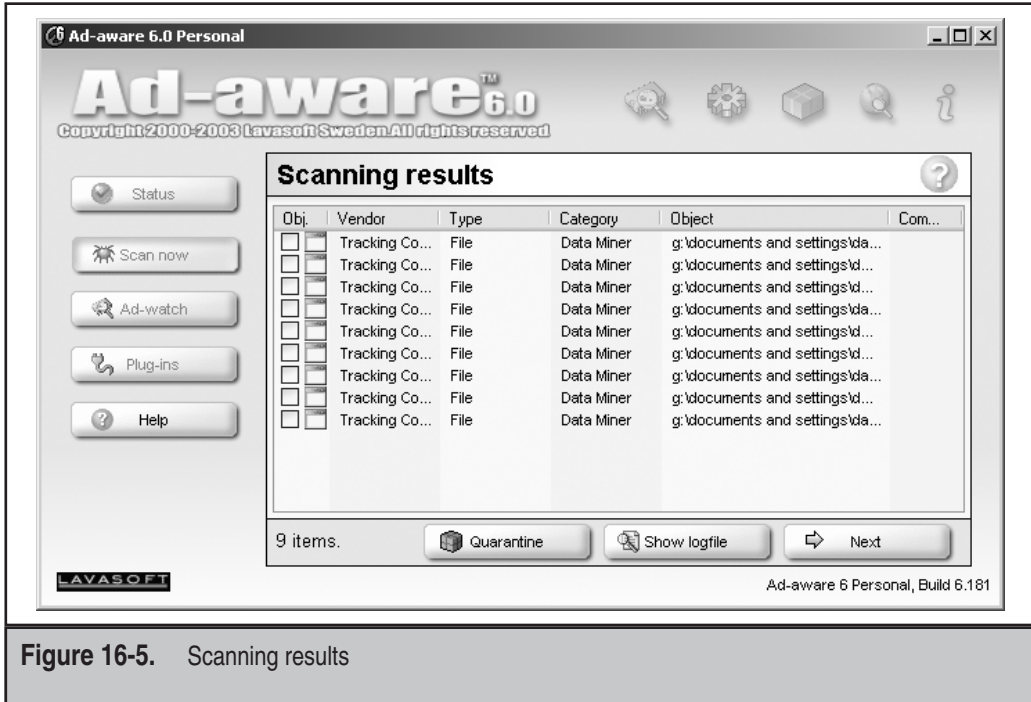 Ad-aware 6.0 Personal
Ad-aware™ 6.0
Copyright 2000-2003 Lavasoft Sweden. All rights reserved
Status
Scan now
Ad-watch
Plug-ins
Help
Scanning results
Obj. Vendor Type Category Object Com...
Tracking Co... File Data Miner g:\documents and settings\da...
Tracking Co... File Data Miner g:\documents and settings\d...
Tracking Co... File Data Miner g:\documents and settings\d...
Tracking Co... File Data Miner g:\documents and settings\da...
Tracking Co... File Data Miner g:\documents and settings\d...
Tracking Co... File Data Miner g:\documents and settings\d...
Tracking Co... File Data Miner g:\documents and settings\da...
Tracking Co... File Data Miner g:\documents and settings\d...
Tracking Co... File Data Miner g:\documents and settings\da...
9 items.
Quarantine
Show logfile
Next
LAVASOFT
Ad-aware 6 Personal, Build 6.181
Figure 16-5. Scanning results